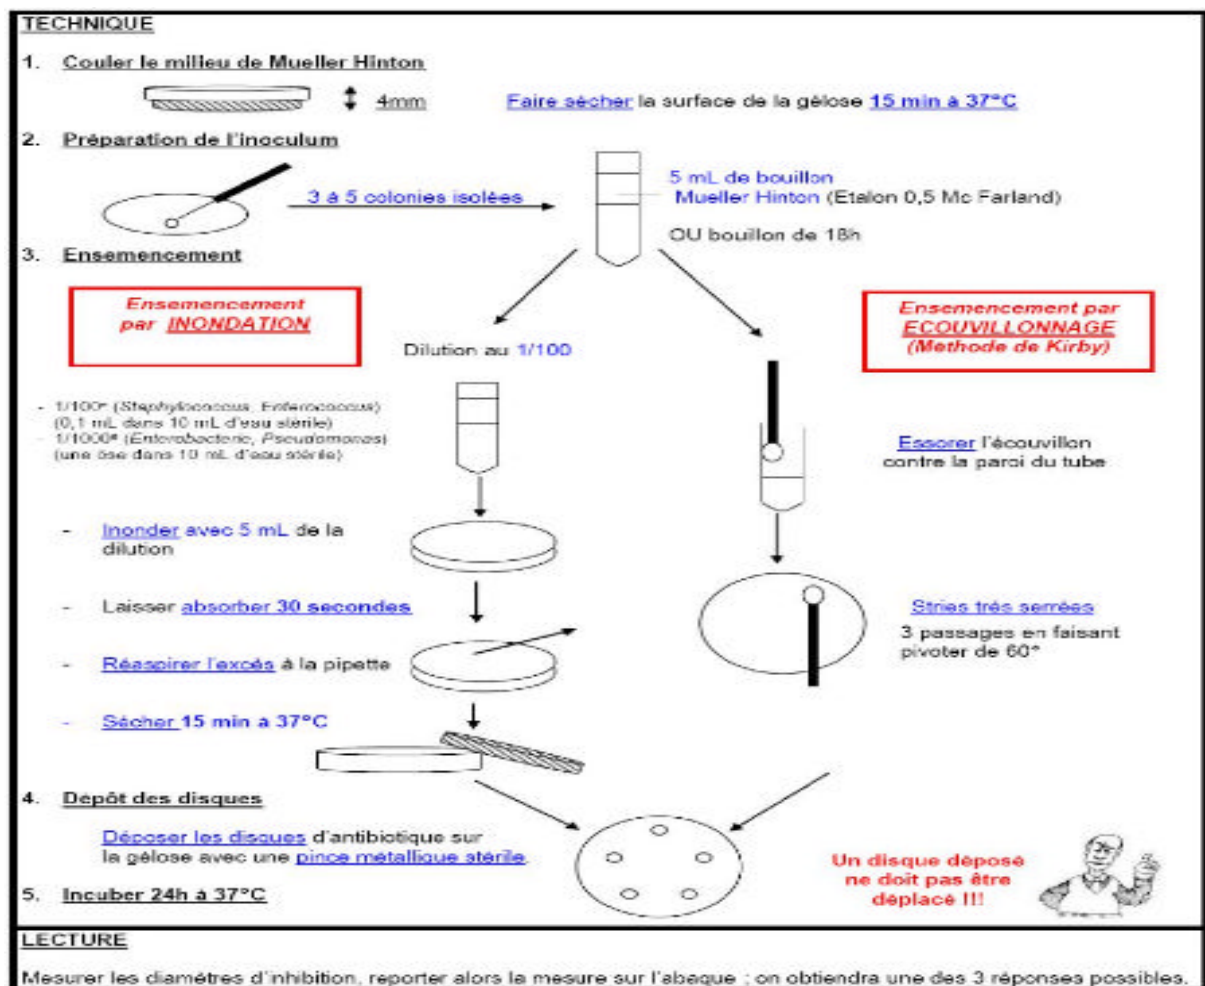 TECHNIQUE
1. Couler le milieu de Mueller Hinton
4mm
Faire sècher la surface de la gélose 15 min à 37°C
2. Préparation de l'inoculum
3 à 5 colonies isolées
5 mL de bouillon
Mueller Hinton (Etalon 0,5 Mc Farland)
OU bouillon de 18h
3. Ensemencement
Ensemencement
par INONDATION
Ensemencement par
ECOUVILLONNAGE
(Méthode de Kirby)
Dilution au 1/100
- 1/100e (Staphylococcus, Enterococcus)
(0,1 mL dans 10 mL d'eau stérile)
- 1/1000e (Enterobacterie, Pseudomonas)
(une öse dans 10 mL d'eau stérile)
Essorer l'écouvillon
contre la paroi du tube
- Inonder avec 5 mL de la
dilution
- Laisser absorber 30 secondes
- Réaspirer l'excés à la pipette
- Sécher 15 min à 37°C
Stries trés serrées
3 passages en faisant
pivoter de 60°
4. Dépôt des disques
Déposer les disques d'antibiotique sur
la gélose avec une pince métallique stérile.
5. Incuber 24h à 37°C
Un disque déposé
ne doit pas être
déplacé !!!
LECTURE
Mesurer les diamétres d'inhibition, reporter alors la mesure sur l'abaque ; on obtiendra une des 3 réponses possibles.